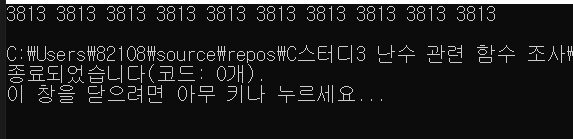 3813 3813 3813 3813 3813 3813 3813 3813 3813 3813
C:\Users\82108\source\repos\C스터디3 난수 관련 함수 조사\
종료되었습니다(코드: 0개).
이 창을 닫으려면 아무 키나 누르세요...